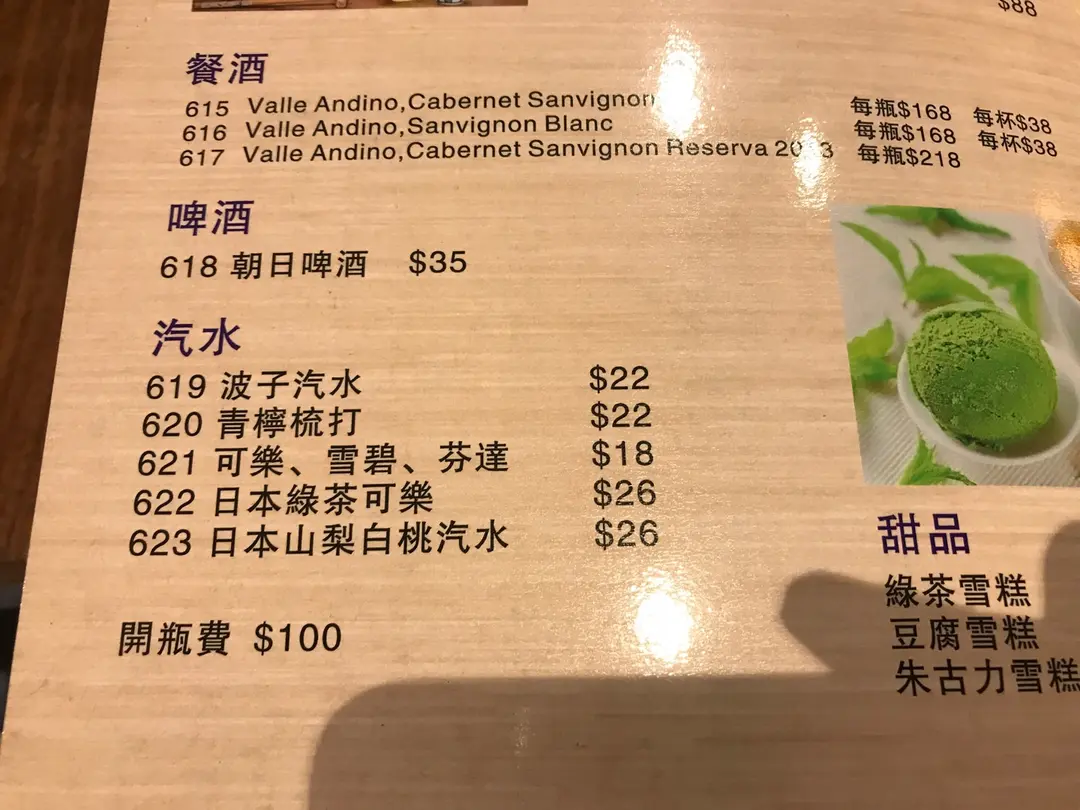 $88
餐酒
615 Valle Andino,Cabernet Sanvignon 每瓶$168 每杯$38
616 Valle Andino,Sanvignon Blanc 每瓶$168 每杯$38
617 Valle Andino,Cabernet Sanvignon Reserva 每瓶$218
啤酒
618 朝日啤酒 $35
汽水
619 波子汽水 $22
620 青檸梳打 $22
621 可樂、雪碧、芬達 $18
622 日本綠茶可樂 $26
623 日本山梨白桃汽水 $26
開瓶費 $100
甜品
綠茶雪糕
豆腐雪糕
朱古力雪糕